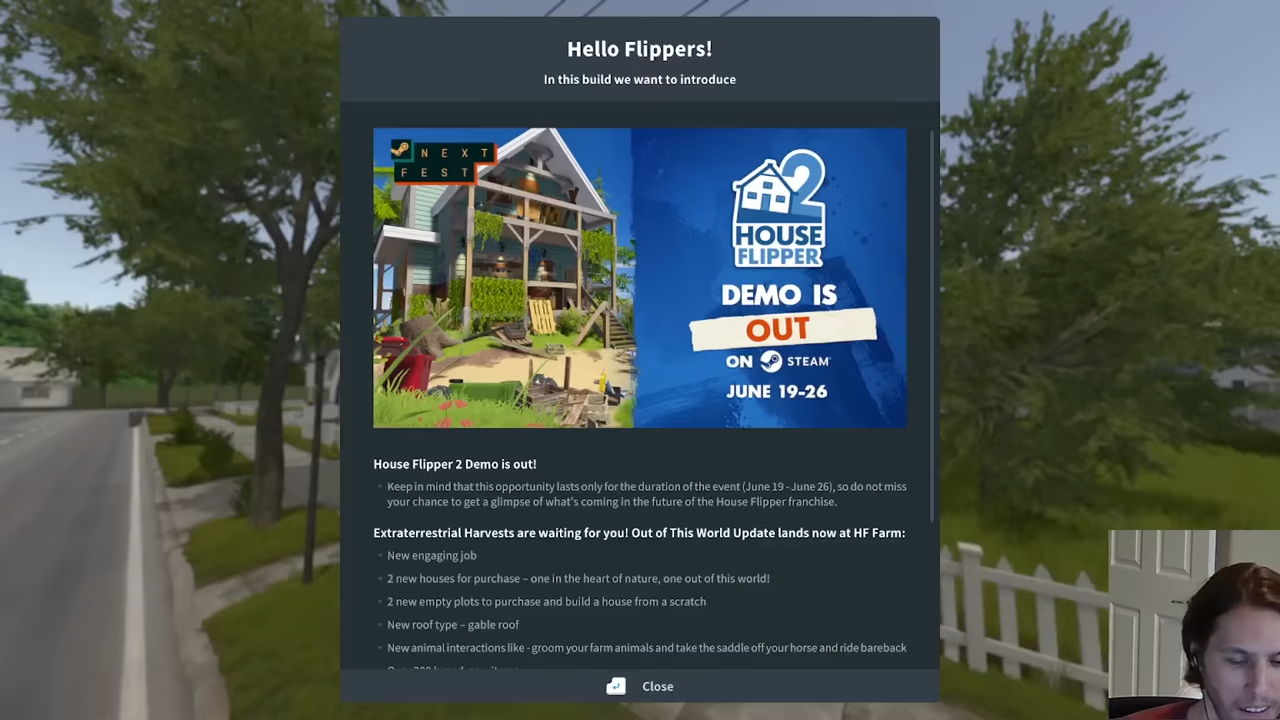 Hello Flippers!
In this build we want to introduce
NEXT
FEST
2
HOUSE
FLIPPER
DEMO IS
OUT
ON STEAM
JUNE 19-26
House Flipper 2 Demo is out!
Keep in mind that this opportunity lasts only for the duration of the event (June 19 - June 26), so do not miss
your chance to get a glimpse of what's coming in the future of the House Flipper franchise.
Extraterrestrial Harvests are waiting for you! Out of This World Update lands now at HF Farm:
New engaging job
2 new houses for purchase – one in the heart of nature, one out of this world!
2 new empty plots to purchase and build a house from a scratch
New roof type – gable roof
New animal interactions like - groom your farm animals and take the saddle off your horse and ride bareback
Close